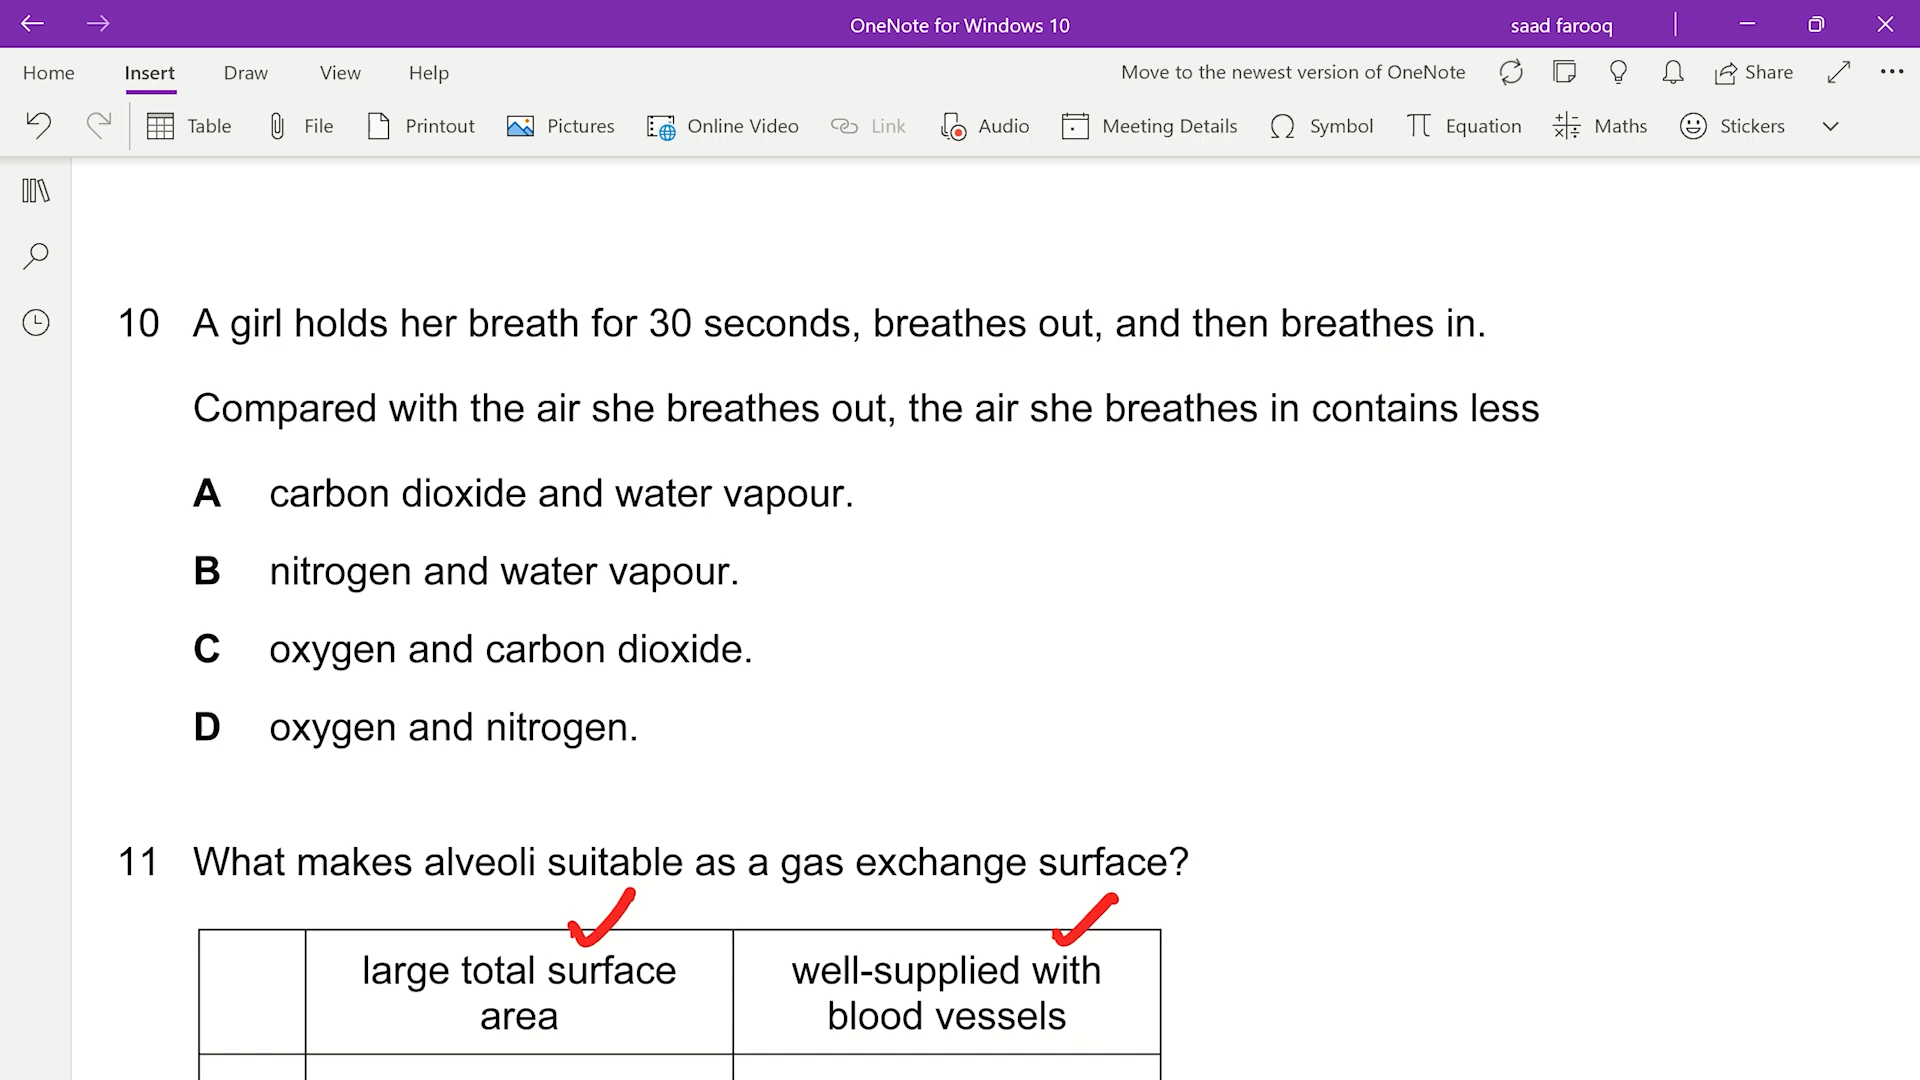 OneNote for Windows 10
saad farooq
Home
Insert
Draw
View
Help
Move to the newest version of OneNote
Share
Table
File
Printout
Pictures
Online Video
Link
Audio
Meeting Details
Symbol
Equation
Maths
Stickers
10 A girl holds her breath for 30 seconds, breathes out, and then breathes in.
Compared with the air she breathes out, the air she breathes in contains less
A carbon dioxide and water vapour.
B nitrogen and water vapour.
C oxygen and carbon dioxide.
D oxygen and nitrogen.
11 What makes alveoli suitable as a gas exchange surface?
large total surface
area
well-supplied with
blood vessels